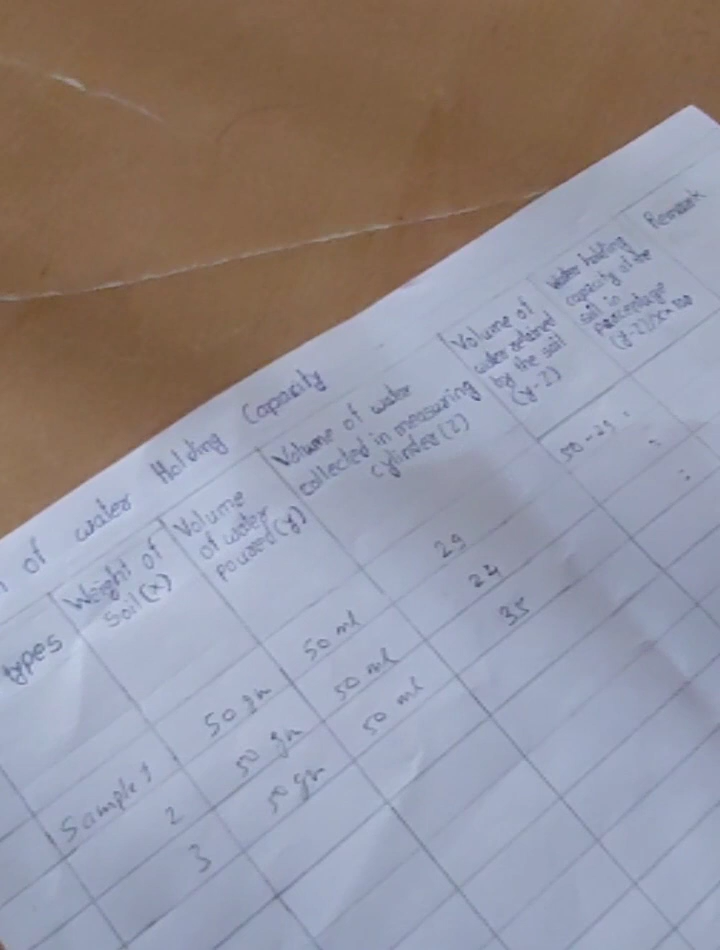 n of water Holding Capacity
types
Weight of
Soil (x)
Volume
of water
poured (y)
Volume of water
collected in measuring
cylinder (z)
Volume of
water retained
by the soil
(y-z)
Water holding
capacity of the
soil in
percentage
(y-z)/x × 100
Remark
Sample 1 50 gm 50 ml 29 50-29
2 50 gm 50 ml 24
3 50 gm 50 ml 35